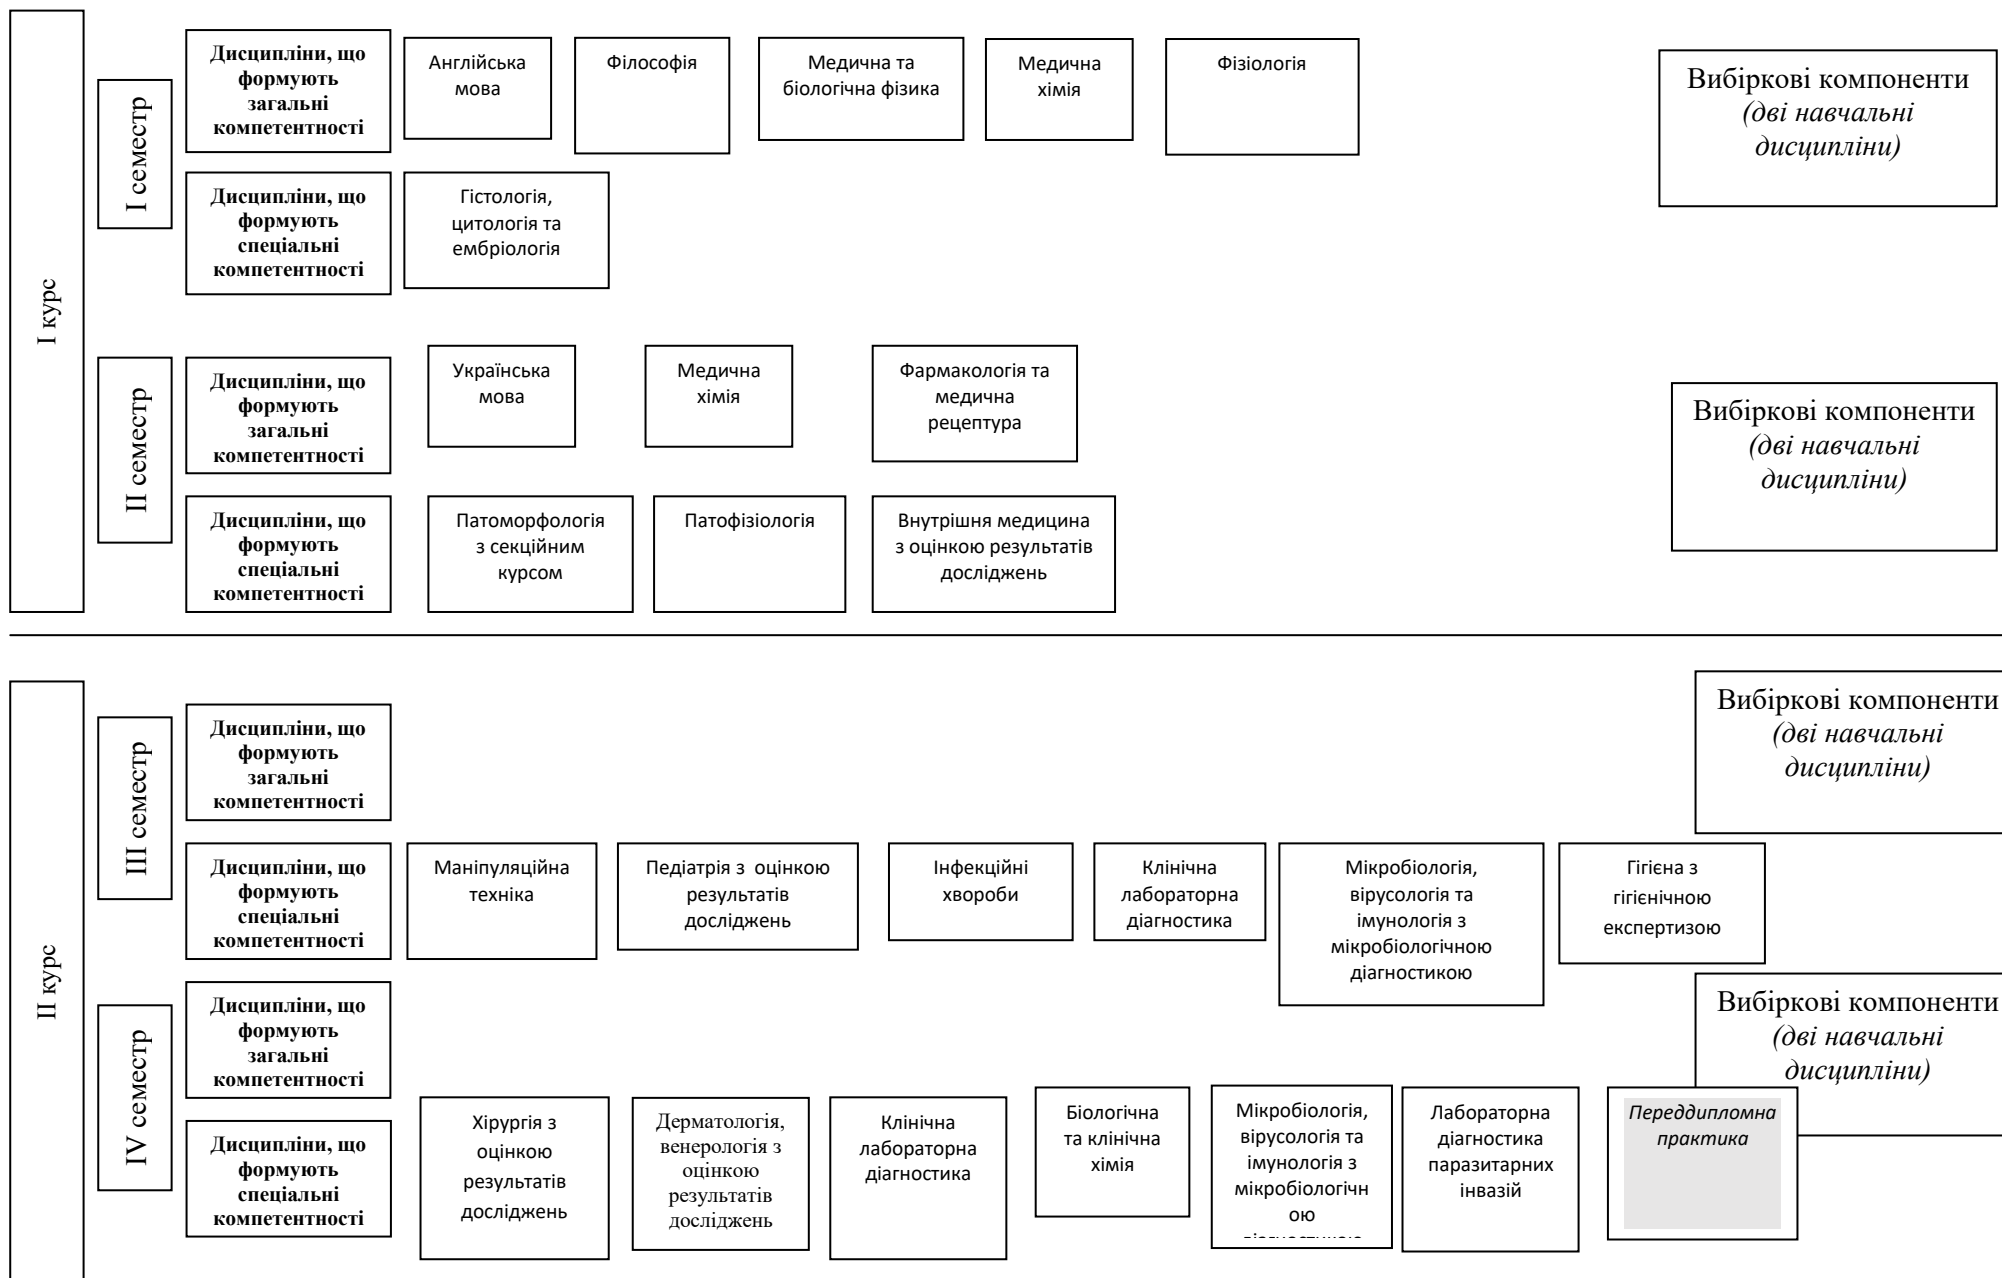 I курс
I семестр
Дисципліни, що
формують
загальні
компетентності
Англійська
мова
Філософія
Медична та
біологічна фізика
Медична
хімія
Фізіологія
Вибіркові компоненти
(дві навчальні
дисципліни)
Дисципліни, що
формують
спеціальні
компетентності
Гістологія,
цитологія та
ембріологія
II семестр
Дисципліни, що
формують
загальні
компетентності
Українська
мова
Медична
хімія
Фармакологія та
медична
рецептура
Вибіркові компоненти
(дві навчальні
дисципліни)
Дисципліни, що
формують
спеціальні
компетентності
Патоморфологія
з секційним
курсом
Патофізіологія
Внутрішня медицина
з оцінкою результатів
досліджень
II курс
III семестр
Дисципліни, що
формують
загальні
компетентності
Вибіркові компоненти
(дві навчальні
дисципліни)
Дисципліни, що
формують
спеціальні
компетентності
Маніпуляційна
техніка
Педіатрія з оцінкою
результатів
досліджень
Інфекційні
хвороби
Клінічна
лабораторна
діагностика
Мікробіологія,
вірусологія та
імунологія з
мікробіологічною
діагностикою
Гігієна з
гігієнічною
експертизою
IV семестр
Дисципліни, що
формують
загальні
компетентності
Вибіркові компоненти
(дві навчальні
дисципліни)
Дисципліни, що
формують
спеціальні
компетентності
Хірургія з
оцінкою
результатів
досліджень
Дерматологія,
венерологія з
оцінкою
результатів
досліджень
Клінічна
лабораторна
діагностика
Біологічна
та клінічна
хімія
Мікробіологія,
вірусологія та
імунологія з
мікробіологічн
ою
Лабораторна
діагностика
паразитарних
інвазій
Переддипломна
практика